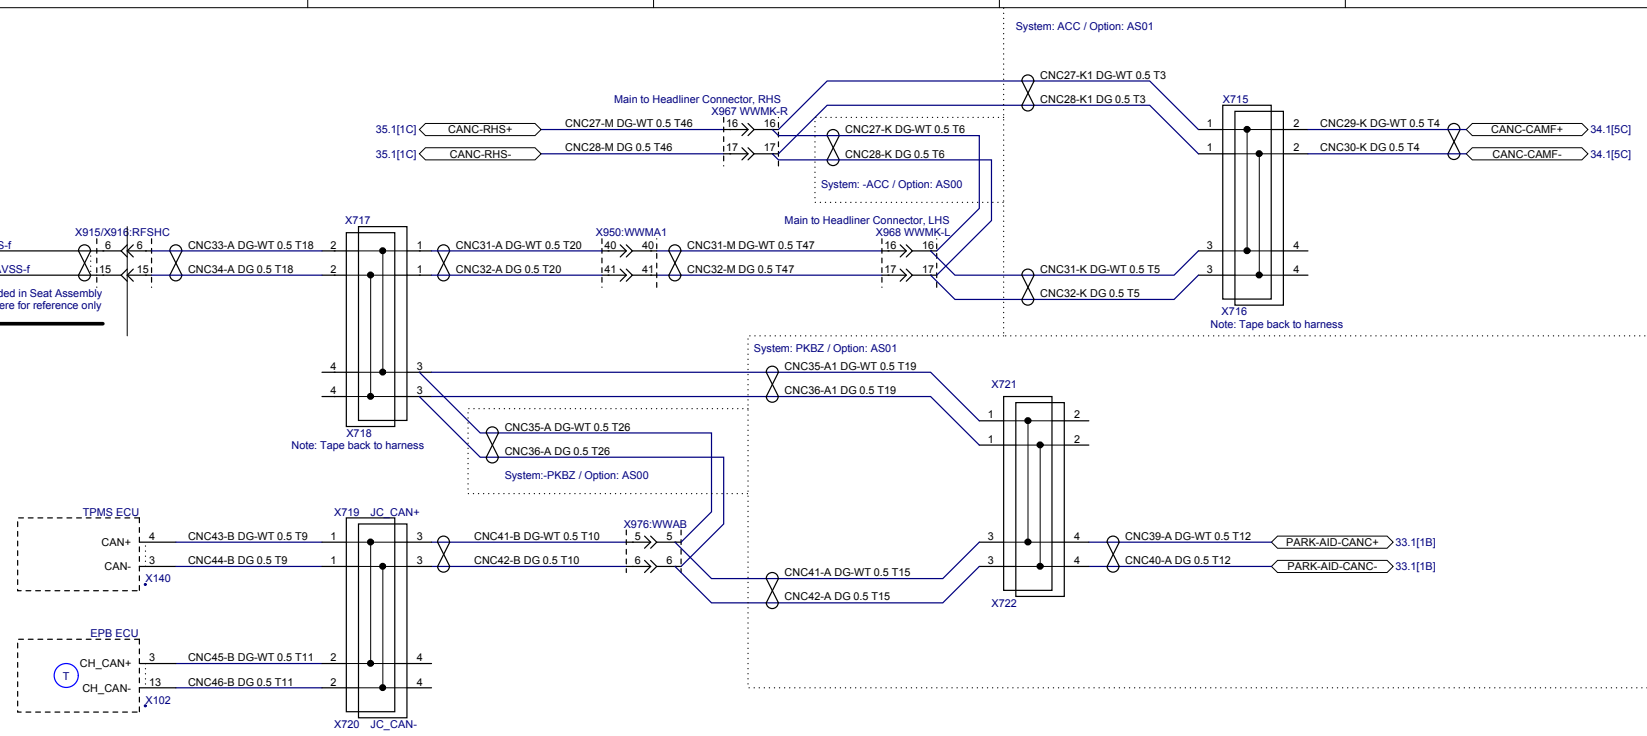 System: ACC / Option: AS01
CNC27-K1 DG-WT 0.5 T3
CNC28-K1 DG 0.5 T3
Main to Headliner Connector, RHS
X967 WWMK-R
X715
35.1[1C] CANC-RHS+ CNC27-M DG-WT 0.5 T46 16 16 CNC27-K DG-WT 0.5 T6 1 2 CNC29-K DG-WT 0.5 T4 CANC-CAMF+ 34.1[5C]
35.1[1C] CANC-RHS- CNC28-M DG 0.5 T46 17 17 CNC28-K DG 0.5 T6 1 2 CNC30-K DG 0.5 T4 CANC-CAMF- 34.1[5C]
System: -ACC / Option: AS00
X717 Main to Headliner Connector, LHS
X915/X916:RFSHC X950:WWMA1 X968 WWMK-L
S-f 6 6 CNC33-A DG-WT 0.5 T18 2 1 CNC31-A DG-WT 0.5 T20 40 40 CNC31-M DG-WT 0.5 T47 16 16 3 4
AVSS-f 15 15 CNC34-A DG 0.5 T18 2 1 CNC32-A DG 0.5 T20 41 41 CNC32-M DG 0.5 T47 17 17 CNC31-K DG-WT 0.5 T5 3 4
ded in Seat Assembly CNC32-K DG 0.5 T5
ere for reference only
X716
Note: Tape back to harness
System: PKBZ / Option: AS01
4 3 CNC35-A1 DG-WT 0.5 T19
4 3 CNC36-A1 DG 0.5 T19
X721
X718
Note: Tape back to harness
1 2
1 2
CNC35-A DG-WT 0.5 T26
CNC36-A DG 0.5 T26
System:-PKBZ / Option: AS00
TPMS ECU X719 JC_CAN+ X976:WWAB
CAN+ 4 CNC43-B DG-WT 0.5 T9 1 3 CNC41-B DG-WT 0.5 T10 5 5 3 4 CNC39-A DG-WT 0.5 T12 PARK-AID-CANC+ 33.1[1B]
CAN- 3 CNC44-B DG 0.5 T9 1 3 CNC42-B DG 0.5 T10 6 6 3 4 CNC40-A DG 0.5 T12 PARK-AID-CANC- 33.1[1B]
X140 CNC41-A DG-WT 0.5 T15
CNC42-A DG 0.5 T15
X722
EPB ECU
T CH_CAN+ 3 CNC45-B DG-WT 0.5 T11 2 4
CH_CAN- 13 CNC46-B DG 0.5 T11 2 4
X102
X720 JC_CAN-